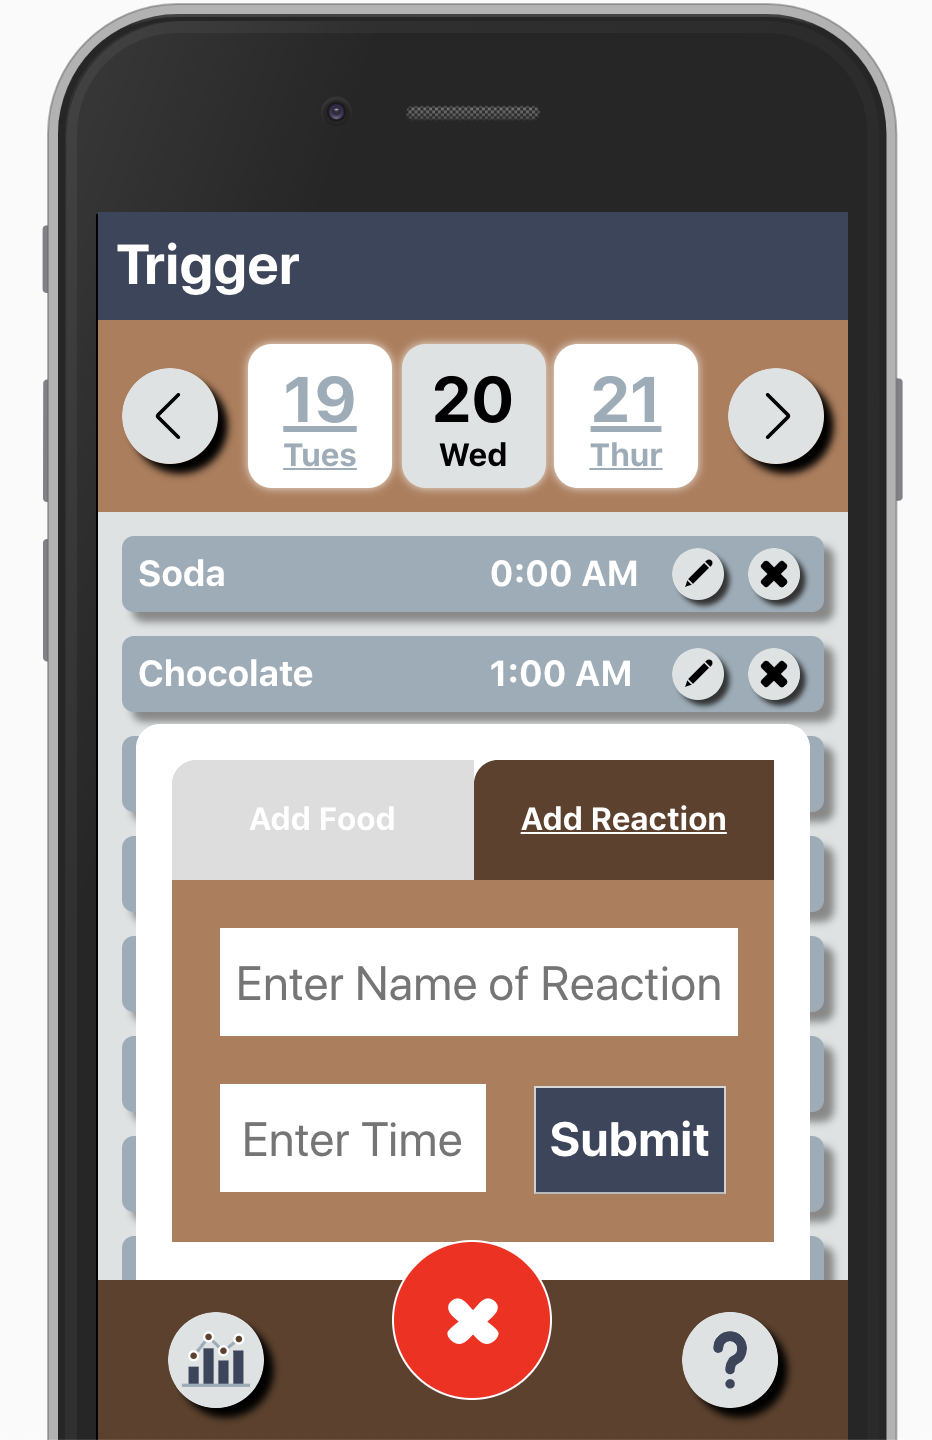 Trigger
19 20 21
Tues Wed Thur
Soda 0:00 AM
Chocolate 1:00 AM
Add Food Add Reaction
Enter Name of Reaction
Enter Time Submit
?